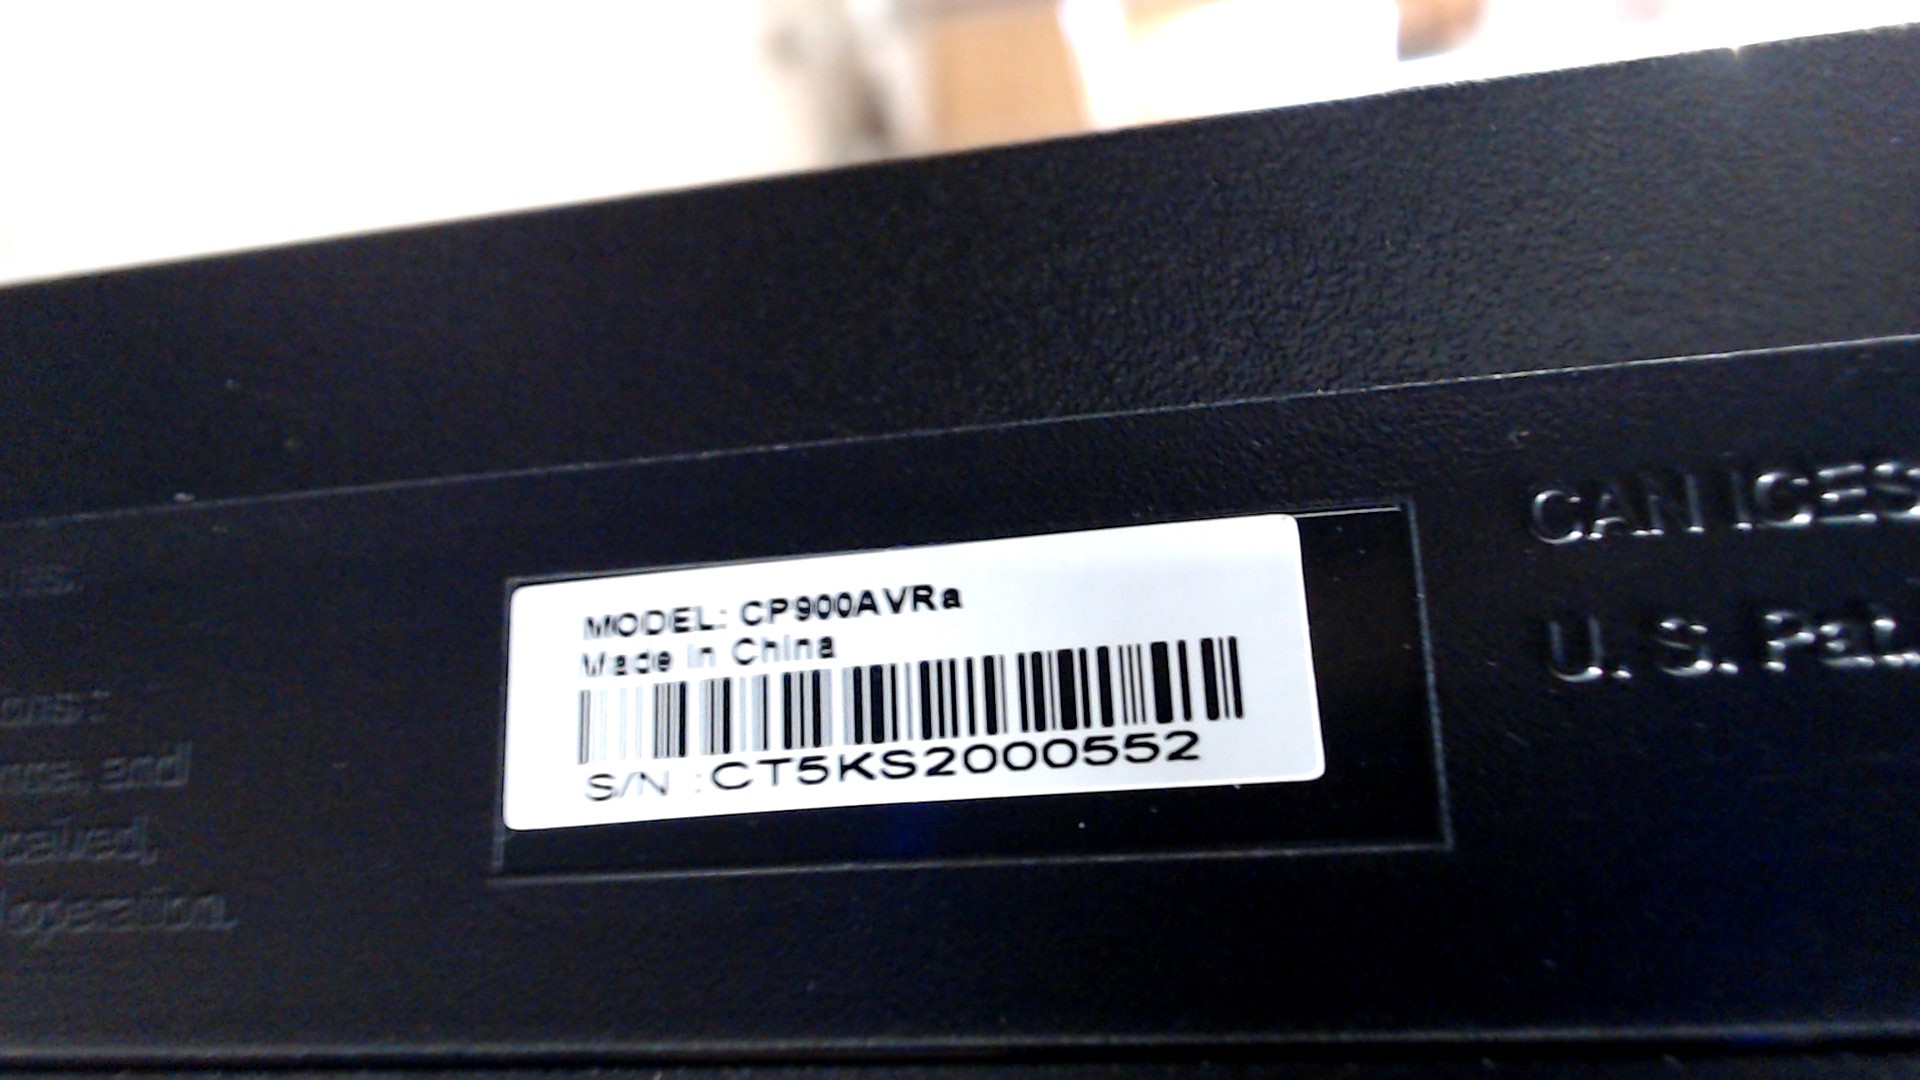 MODEL: CP900AVRa
Made in China
S/N :CT5KS2000552
CAN ICES
U. S. Pat.
and
operation.